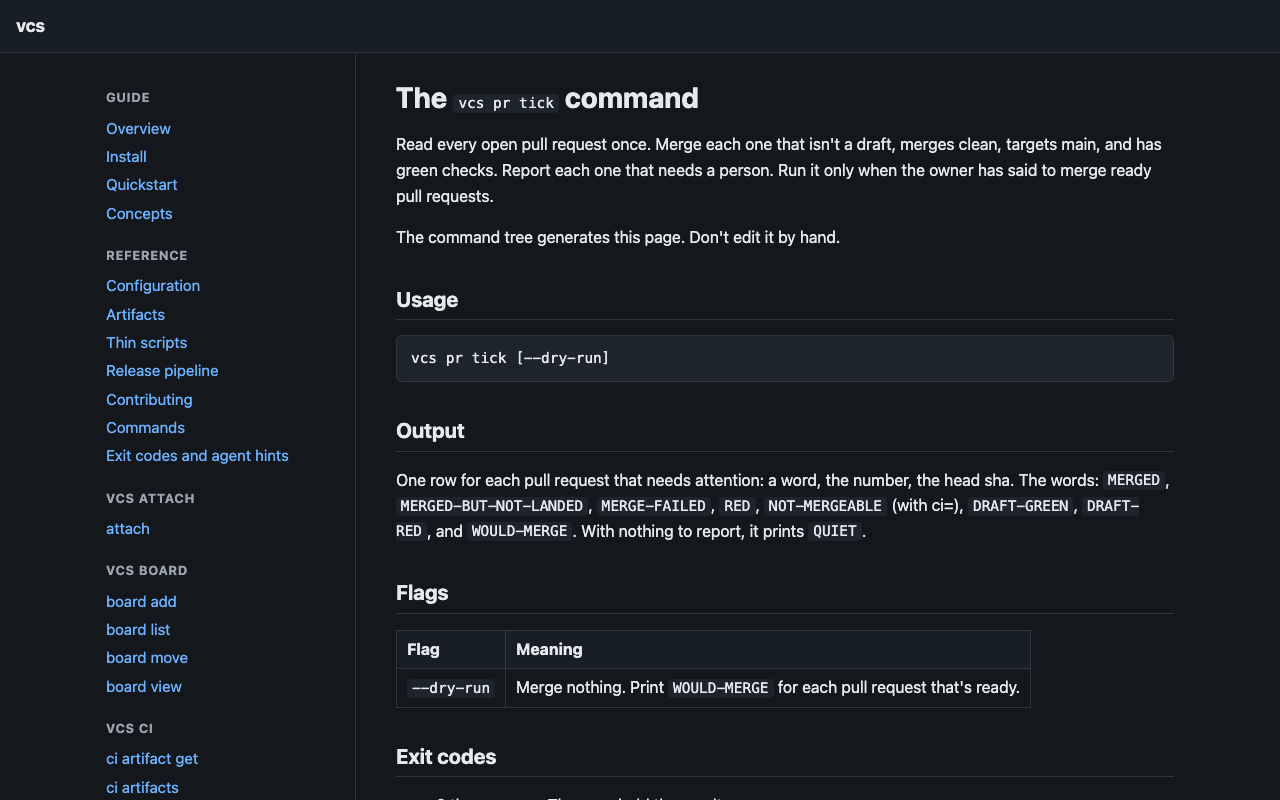 vcs
GUIDE
Overview
Install
Quickstart
Concepts
REFERENCE
Configuration
Artifacts
Thin scripts
Release pipeline
Contributing
Commands
Exit codes and agent hints
VCS ATTACH
attach
VCS BOARD
board add
board list
board move
board view
VCS CI
ci artifact get
ci artifacts
The vcs pr tick command
Read every open pull request once. Merge each one that isn't a draft, merges clean, targets main, and has
green checks. Report each one that needs a person. Run it only when the owner has said to merge ready
pull requests.
The command tree generates this page. Don't edit it by hand.
Usage
vcs pr tick [--dry-run]
Output
One row for each pull request that needs attention: a word, the number, the head sha. The words: MERGED,
MERGED-BUT-NOT-LANDED, MERGE-FAILED, RED, NOT-MERGEABLE (with ci=), DRAFT-GREEN, DRAFT-
RED, and WOULD-MERGE. With nothing to report, it prints QUIET.
Flags
Flag Meaning
--dry-run Merge nothing. Print WOULD-MERGE for each pull request that's ready.
Exit codes